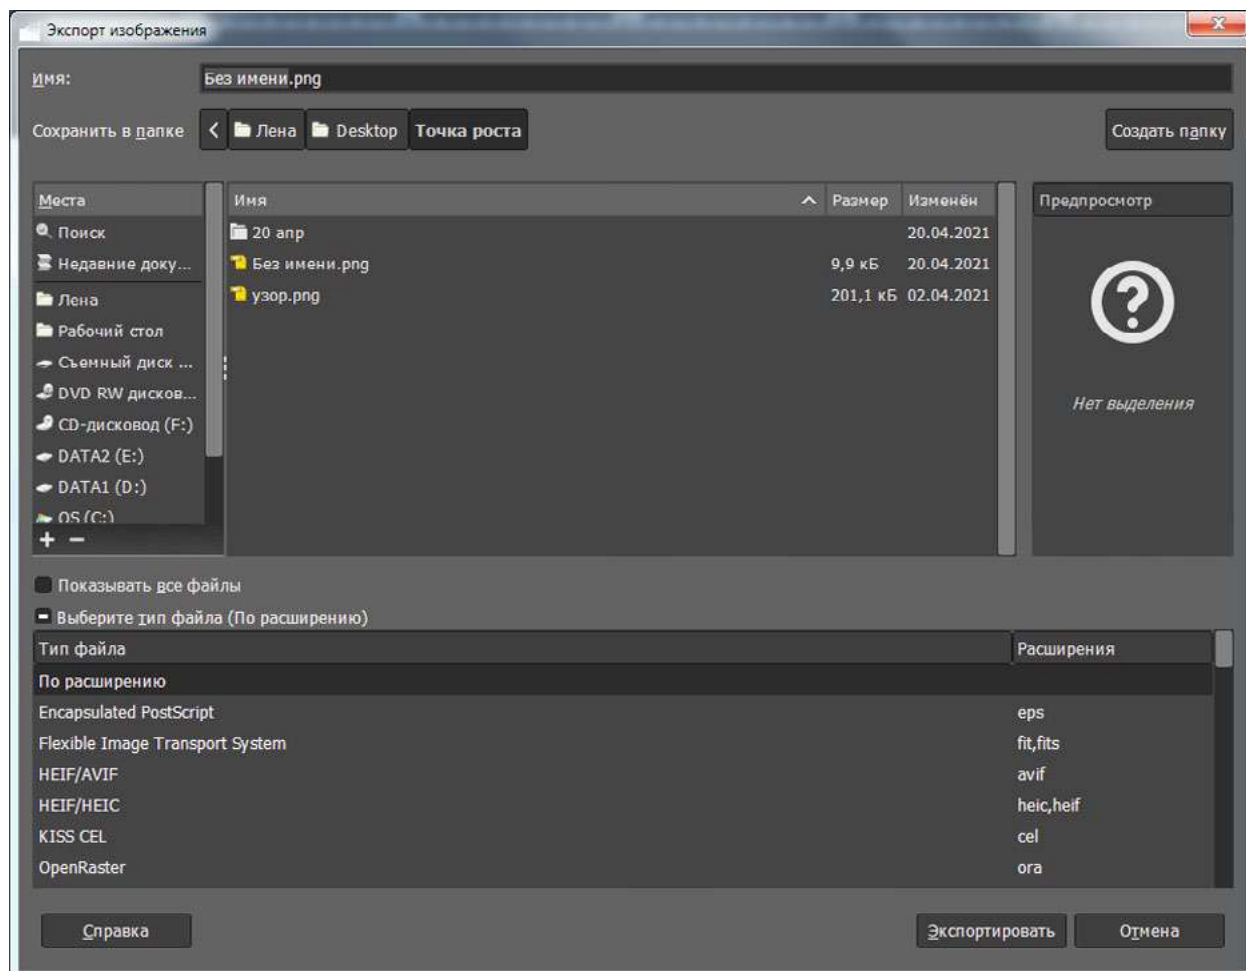 Экспорт изображения
Имя: Без имени.png
Сохранить в папке < Лена Desktop Точка роста Создать папку
Места Имя Размер Изменён Предпросмотр
Поиск 20 апр 20.04.2021
Недавние доку... Без имени.png 9,9 кБ 20.04.2021
Лена узор.png 201,1 кБ 02.04.2021
Рабочий стол
Съемный диск ...
DVD RW дисков...
Нет выделения
CD-дисковод (F:)
DATA2 (E:)
DATA1 (D:)
OS (C:)
Показывать все файлы
Выберите тип файла (По расширению)
Тип файла Расширения
По расширению
Encapsulated PostScript eps
Flexible Image Transport System fit,fits
HEIF/AVIF avif
HEIF/HEIC heic,heif
KISS CEL cel
OpenRaster ora
Справка Экспортировать Отмена